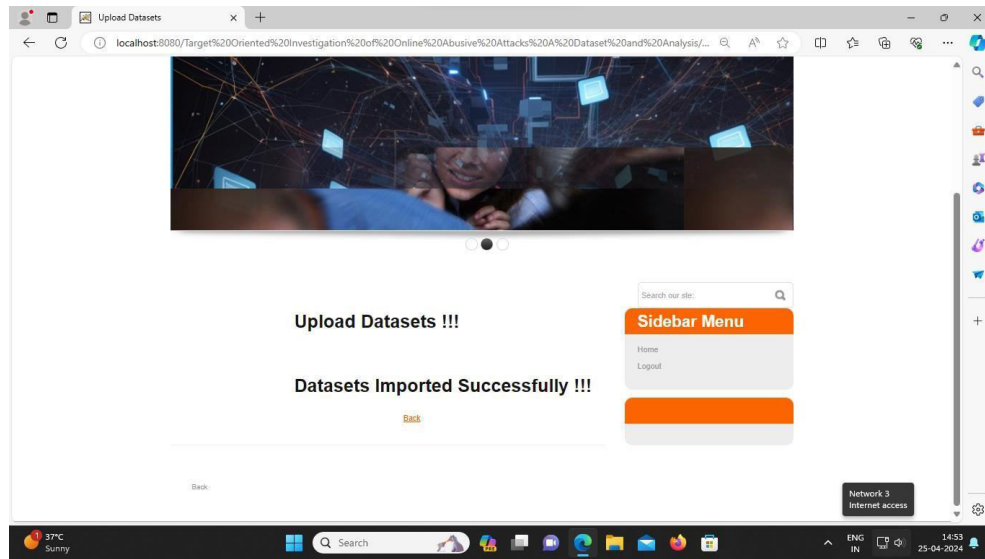 Upload Datasets
localhost:8080/Target%20Oriented%20Investigation%20of%20Online%20Abusive%20Attacks%20A%20Dataset%20and%20Analysis/...
Search our site:
Upload Datasets !!!
Sidebar Menu
Home
Logout
Datasets Imported Successfully !!!
Back
Back
Network 3
Internet access
1
37°C
Sunny
Search
ENG
IN
14:53
25-04-2024